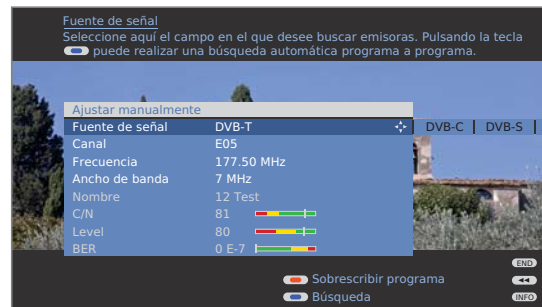 Fuente de señal
Seleccione aquí el campo en el que desee buscar emisoras. Pulsando la tecla
puede realizar una búsqueda automática programa a programa.
Ajustar manualmente
Fuente de señal DVB-T DVB-C DVB-S
Canal E05
Frecuencia 177.50 MHz
Ancho de banda 7 MHz
Nombre 12 Test
C/N 81
Level 80
BER 0 E-7
END
Sobrescribir programa
Búsqueda INFO